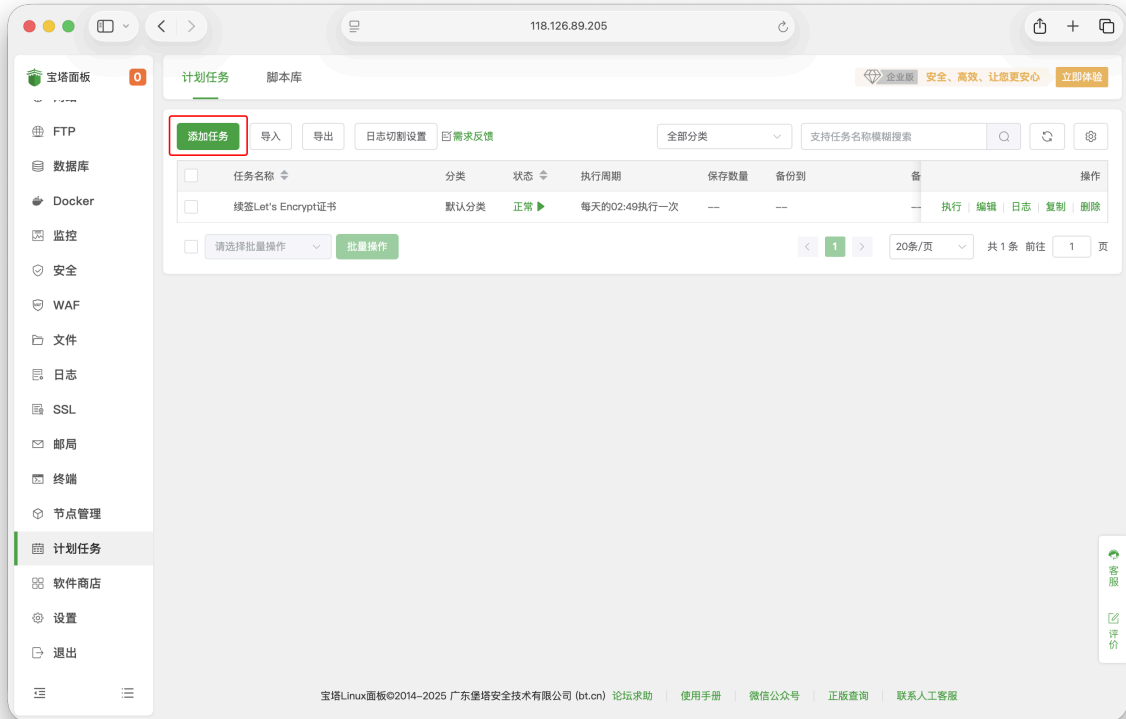 118.126.89.205
宝塔面板 0
FTP
数据库
Docker
监控
安全
WAF
文件
日志
SSL
邮局
终端
节点管理
计划任务
软件商店
设置
退出
计划任务 脚本库
企业版 安全、高效、让您更安心 立即体验
添加任务 导入 导出 日志切割设置 需求反馈 全部分类 支持任务名称模糊搜索
任务名称 分类 状态 执行周期 保存数量 备份到 备 操作
续签Let's Encrypt证书 默认分类 正常 每天的02:49执行一次 -- -- -- 执行 编辑 日志 复制 删除
请选择批量操作 批量操作 1 20条/页 共 1 条 前往 1 页
客服
评价
宝塔Linux面板©2014-2025 广东堡塔安全技术有限公司 (bt.cn) 论坛求助 使用手册 微信公众号 正版查询 联系人工客服